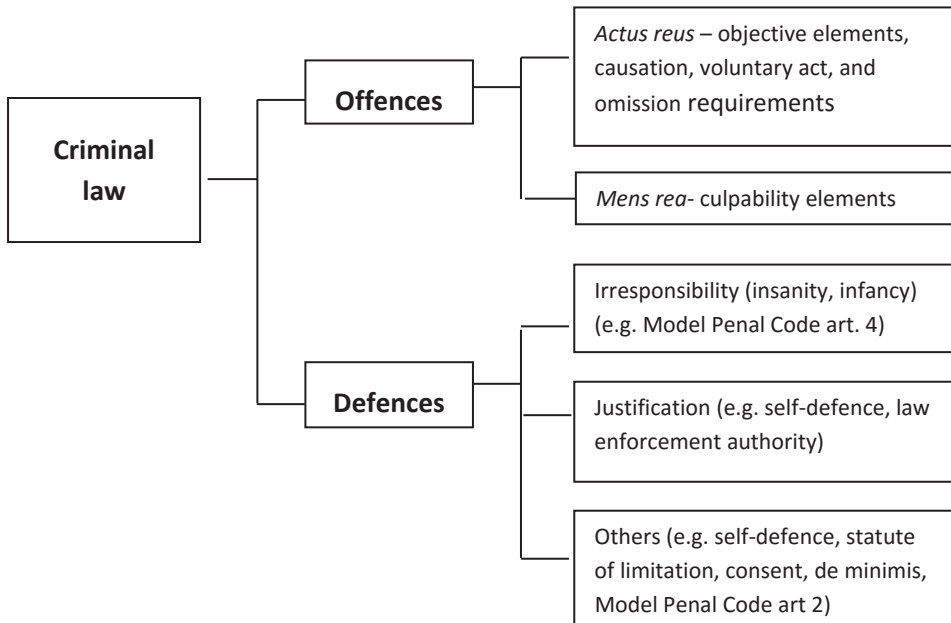 Actus reus – objective elements,
causation, voluntary act, and
omission requirements
Offences
Criminal
law
Mens rea- culpability elements
Irresponsibility (insanity, infancy)
(e.g. Model Penal Code art. 4)
Defences
Justification (e.g. self-defence, law
enforcement authority)
Others (e.g. self-defence, statute
of limitation, consent, de minimis,
Model Penal Code art 2)